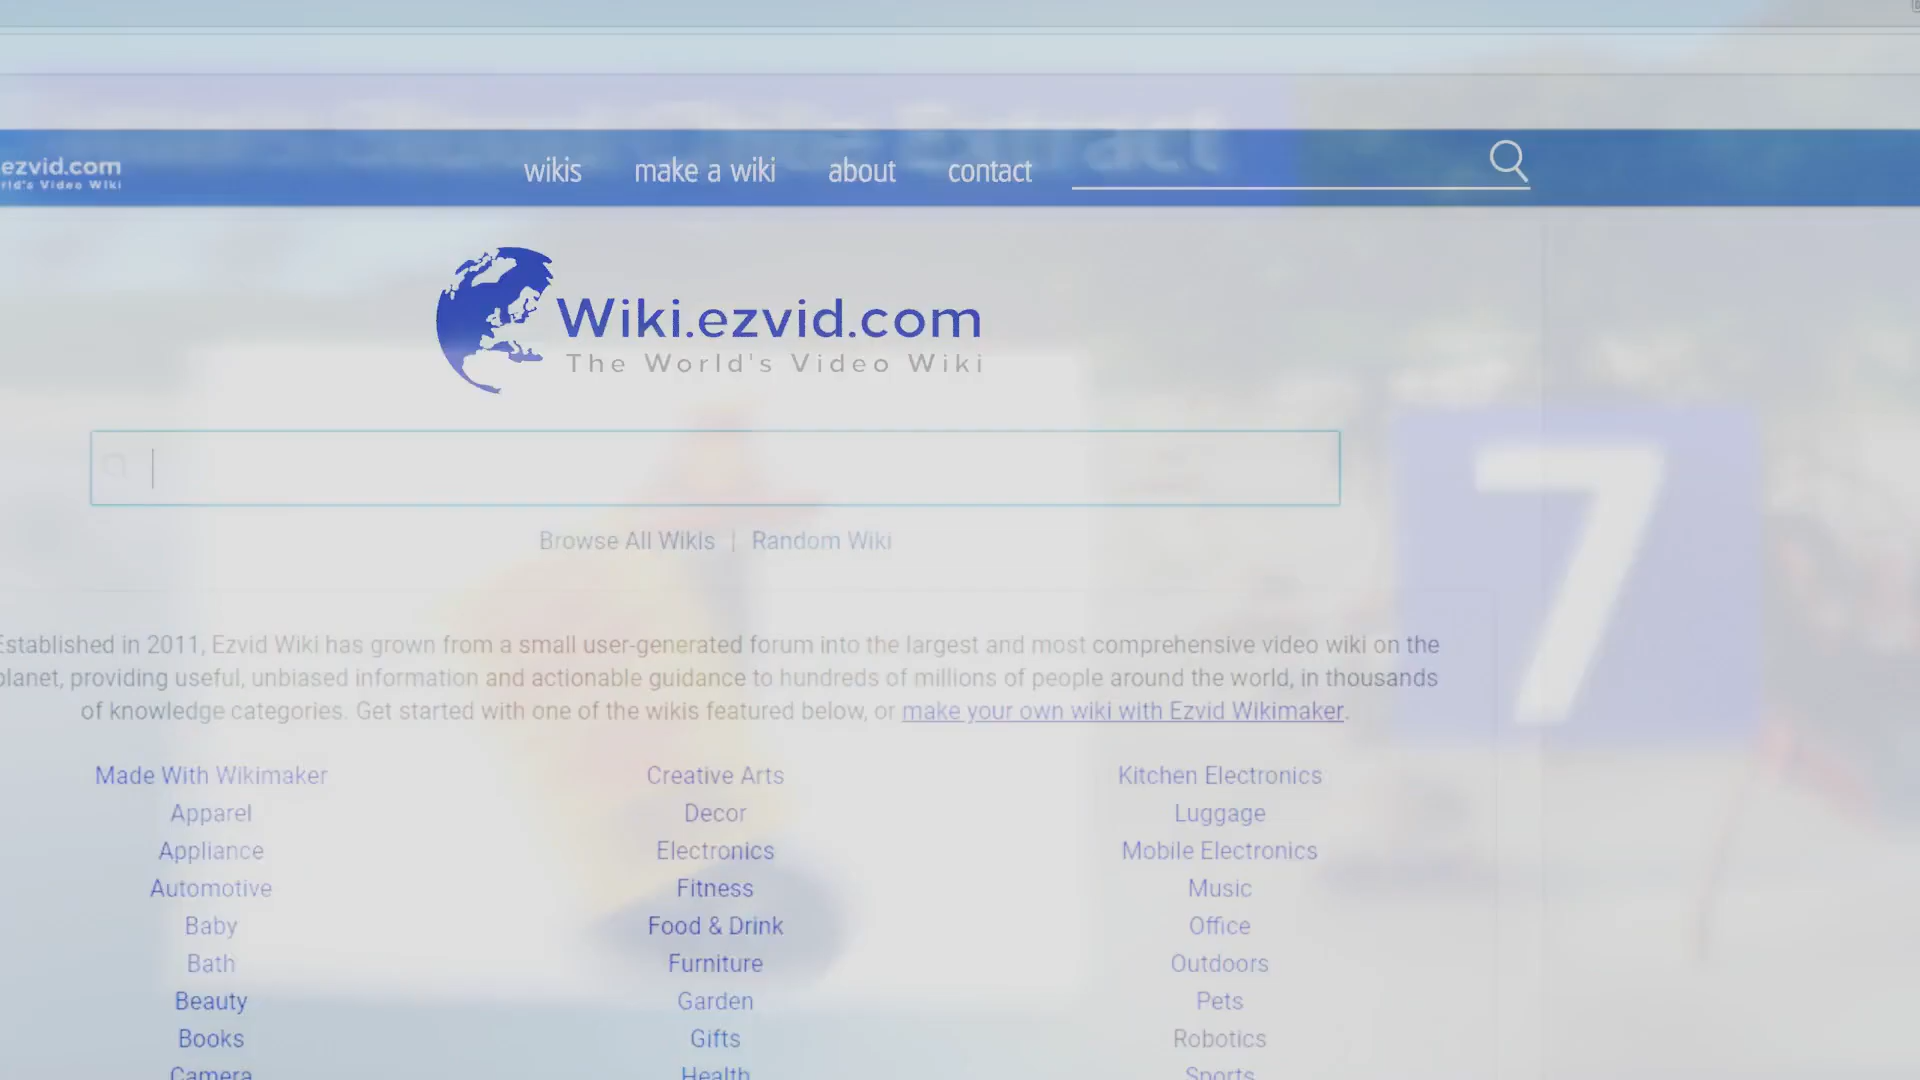 ezvid.com
wikis make a wiki about contact
Wiki.ezvid.com
The World's Video Wiki
Browse All Wikis | Random Wiki
7
Established in 2011, Ezvid Wiki has grown from a small user-generated forum into the largest and most comprehensive video wiki on the
planet, providing useful, unbiased information and actionable guidance to hundreds of millions of people around the world, in thousands
of knowledge categories. Get started with one of the wikis featured below, or make your own wiki with Ezvid Wikimaker.
Made With Wikimaker Creative Arts Kitchen Electronics
Apparel Decor Luggage
Appliance Electronics Mobile Electronics
Automotive Fitness Music
Baby Food & Drink Office
Bath Furniture Outdoors
Beauty Garden Pets
Books Gifts Robotics
Camera Health Sports